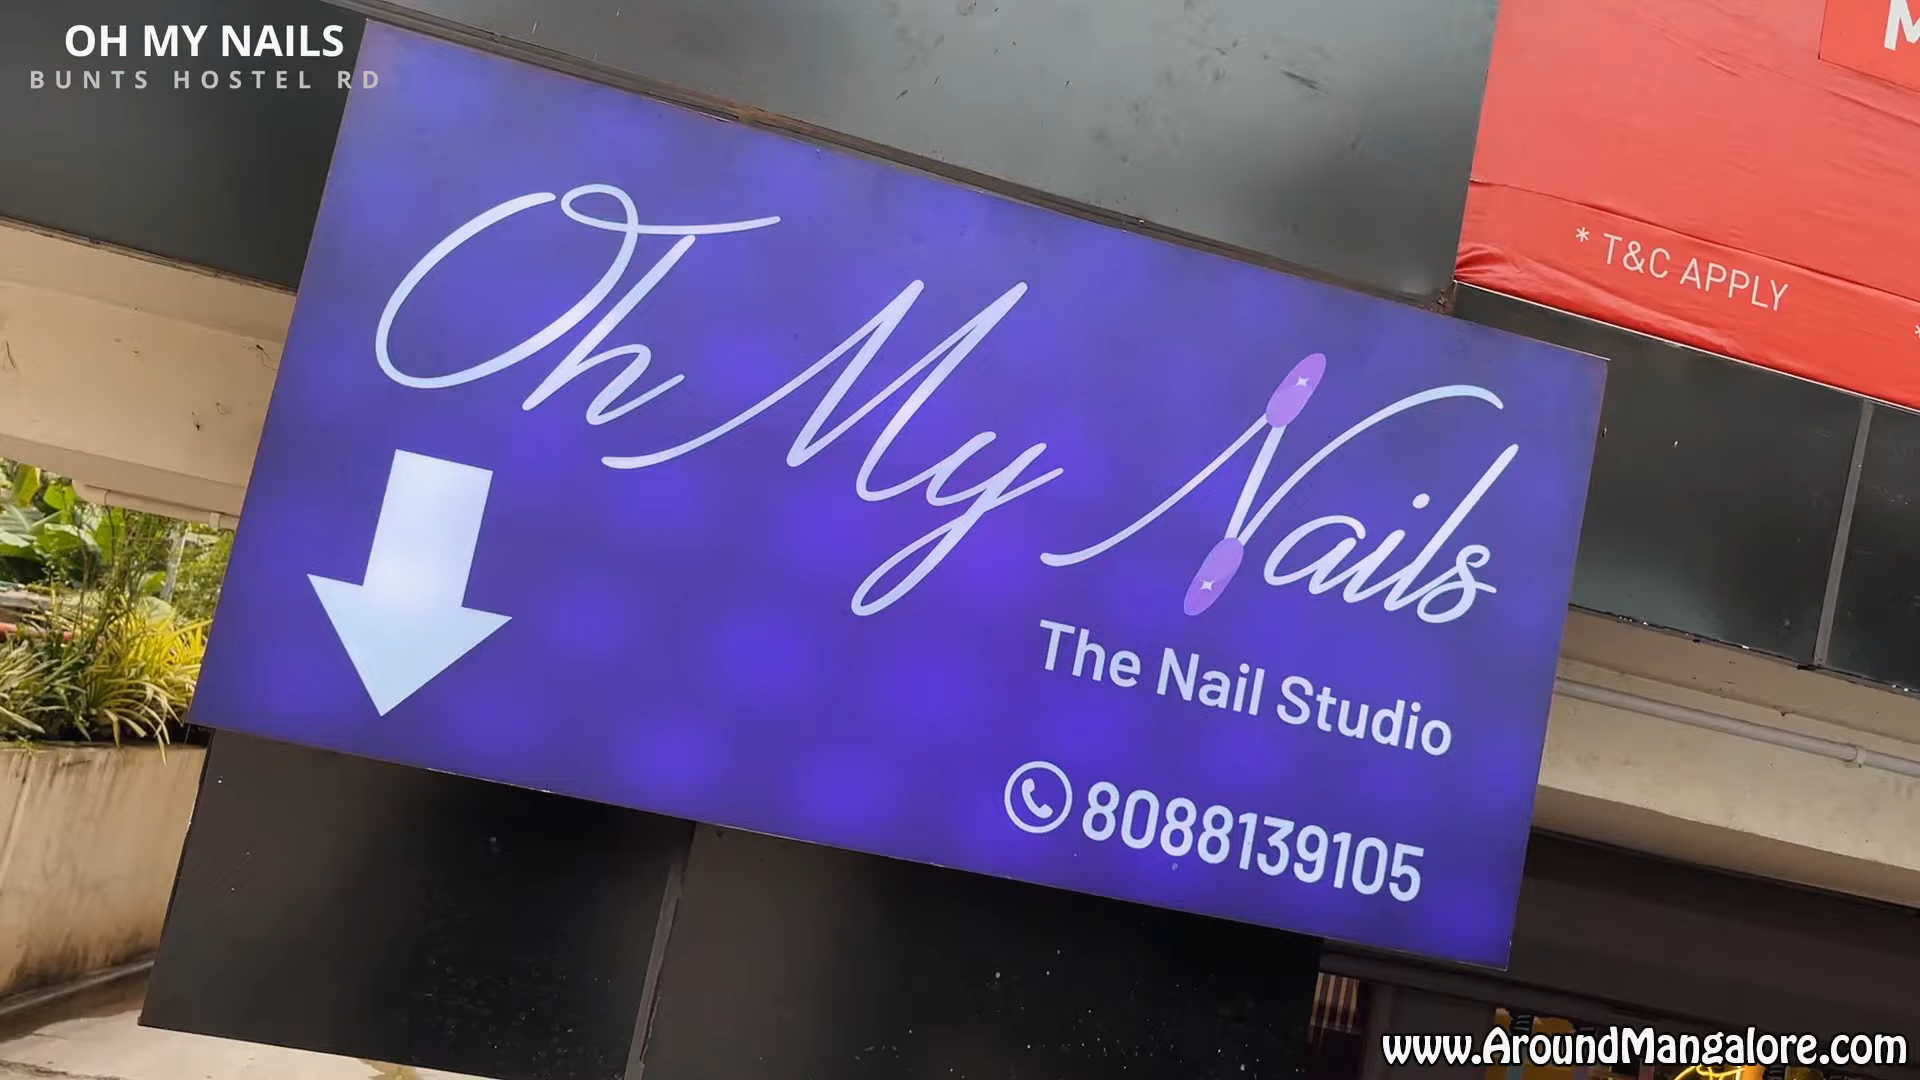 OH MY NAILS
BUNTS HOSTEL RD
Oh My Nails
The Nail Studio
8088139105
* T&C APPLY
www.AroundMangalore.com